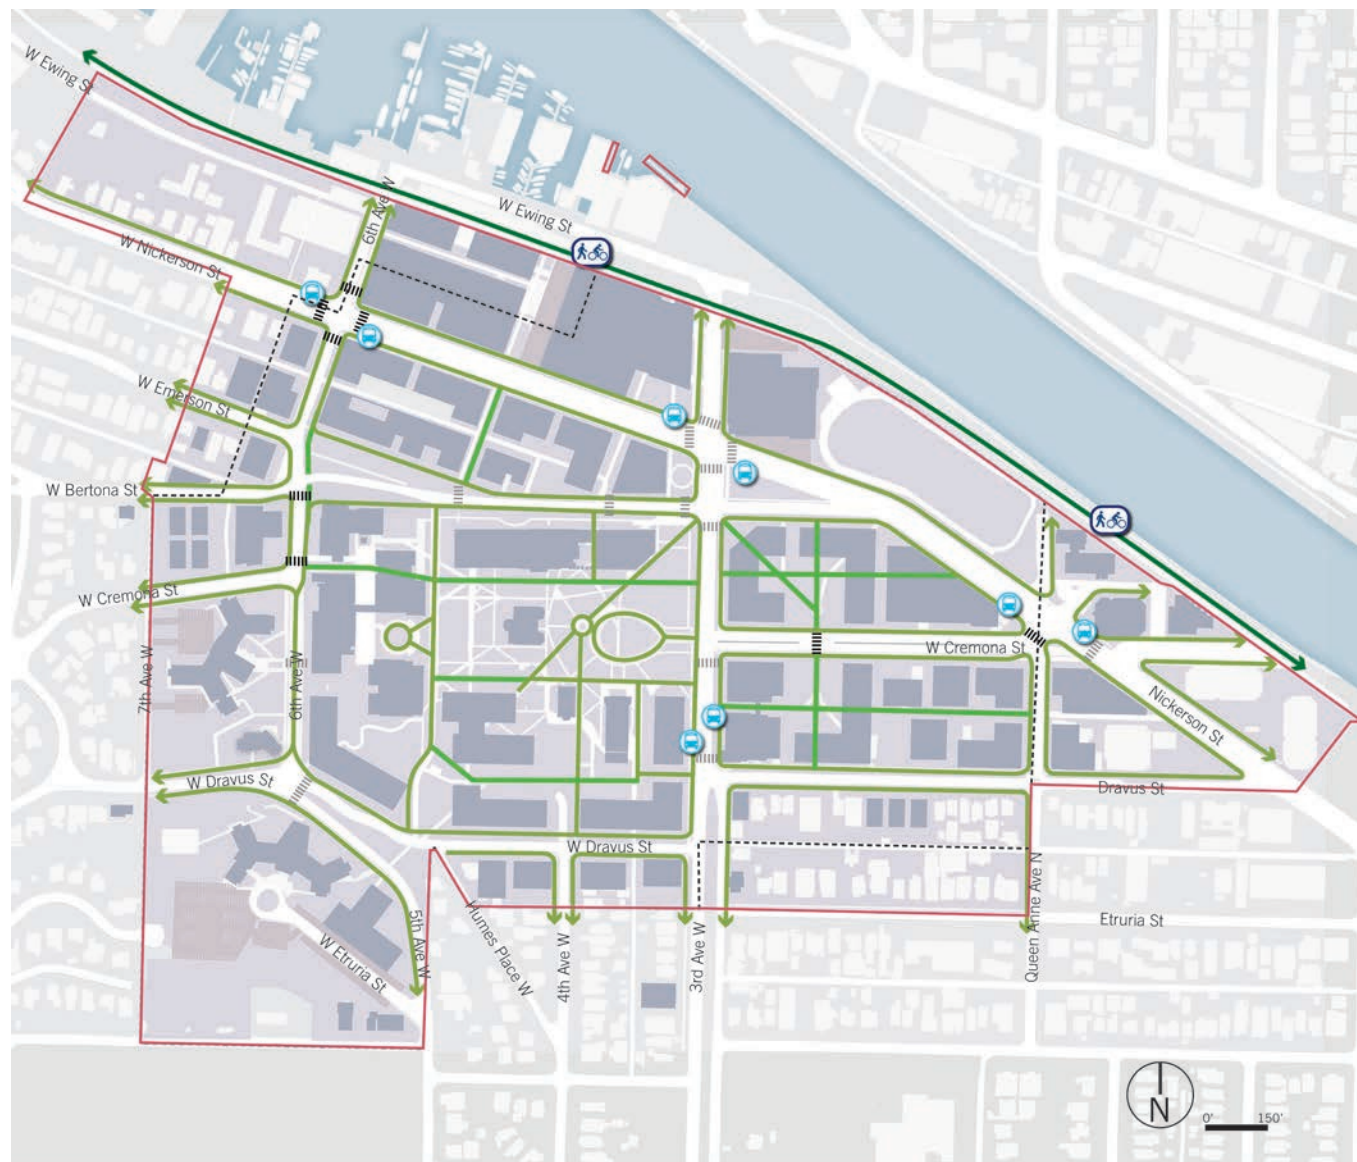 W Ewing St
6th Ave W
W Ewing St
W Nickerson St
W Emerson St
W Bertona St
W Cremona St
W Cremona St
7th Ave W
6th Ave W
Nickerson St
W Dravus St
Dravus St
W Dravus St
5th Ave W
Humes Place W
4th Ave W
3rd Ave W
Queen Anne Ave N
Etruria St
W Etruria St
N
0' 150'